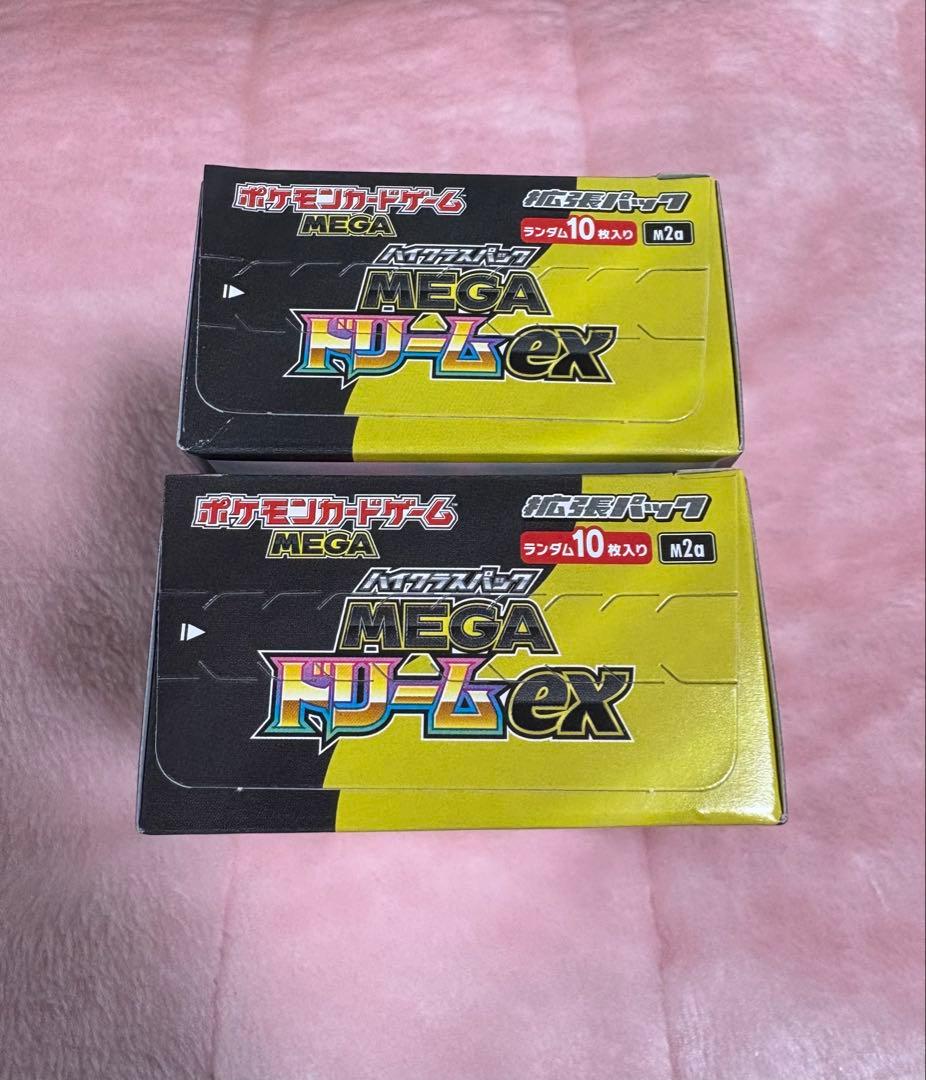 ポケモンカードゲーム
MEGA
拡張パック
ランダム10枚入り M2a
ハイクラスパック
MEGA
ドリームex
ポケモンカードゲーム
MEGA
拡張パック
ランダム10枚入り M2a
ハイクラスパック
MEGA
ドリームex